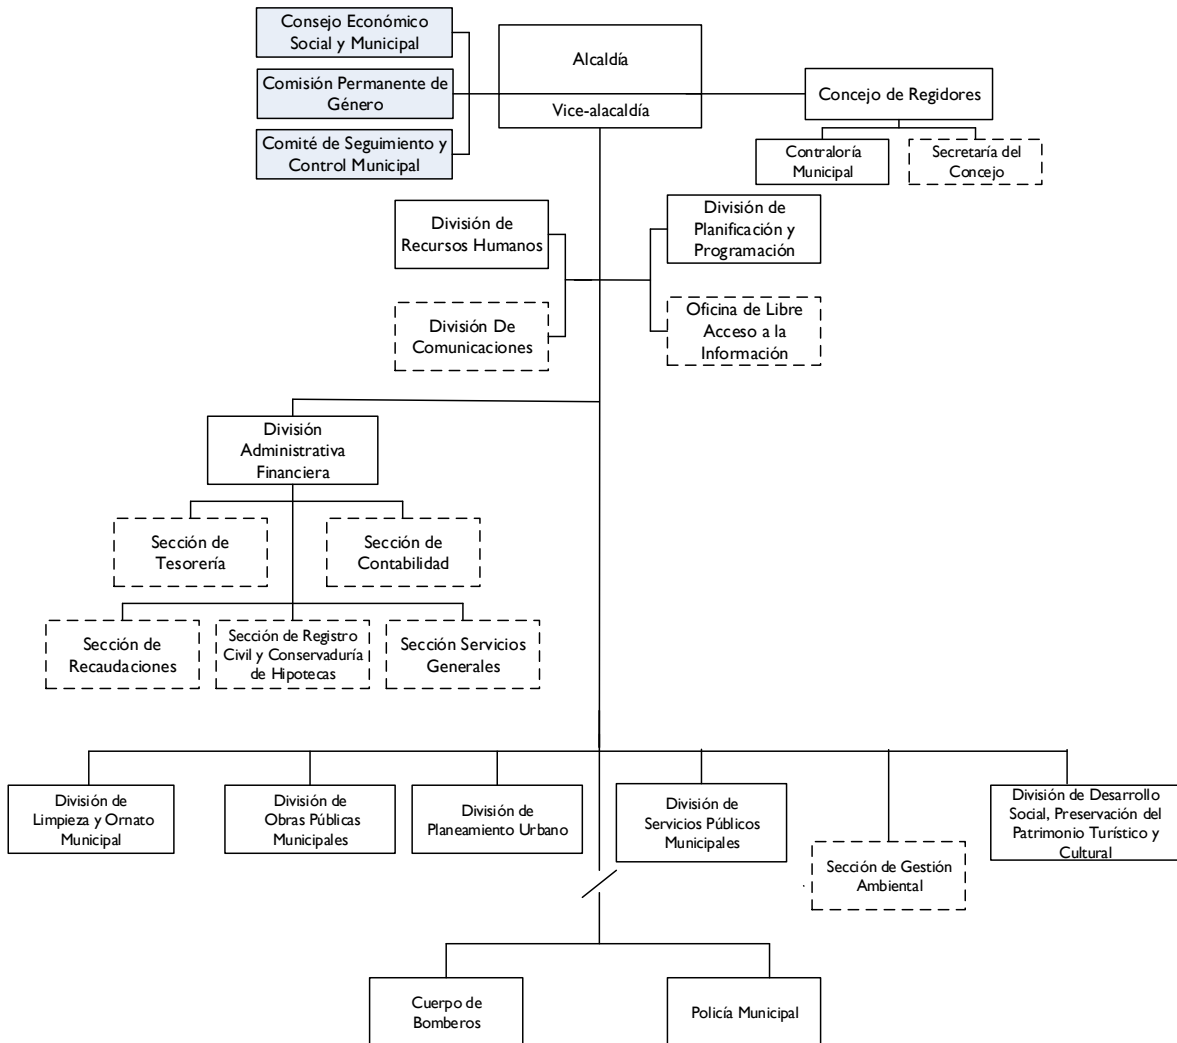 Consejo Económico
Social y Municipal
Alcaldía
Comisión Permanente de
Género
Vice-alacaldía
Concejo de Regidores
Comité de Seguimiento y
Control Municipal
Contraloría
Municipal
Secretaría del
Concejo
División de
Recursos Humanos
División de
Planificación y
Programación
División De
Comunicaciones
Oficina de Libre
Acceso a la
Información
División
Administrativa
Financiera
Sección de
Tesorería
Sección de
Contabilidad
Sección de
Recaudaciones
Sección de Registro
Civil y Conservaduría
de Hipotecas
Sección Servicios
Generales
División de
Limpieza y Ornato
Municipal
División de
Obras Públicas
Municipales
División de
Planeamiento Urbano
División de
Servicios Públicos
Municipales
Sección de Gestión
Ambiental
División de Desarrollo
Social, Preservación del
Patrimonio Turístico y
Cultural
Cuerpo de
Bomberos
Policía Municipal